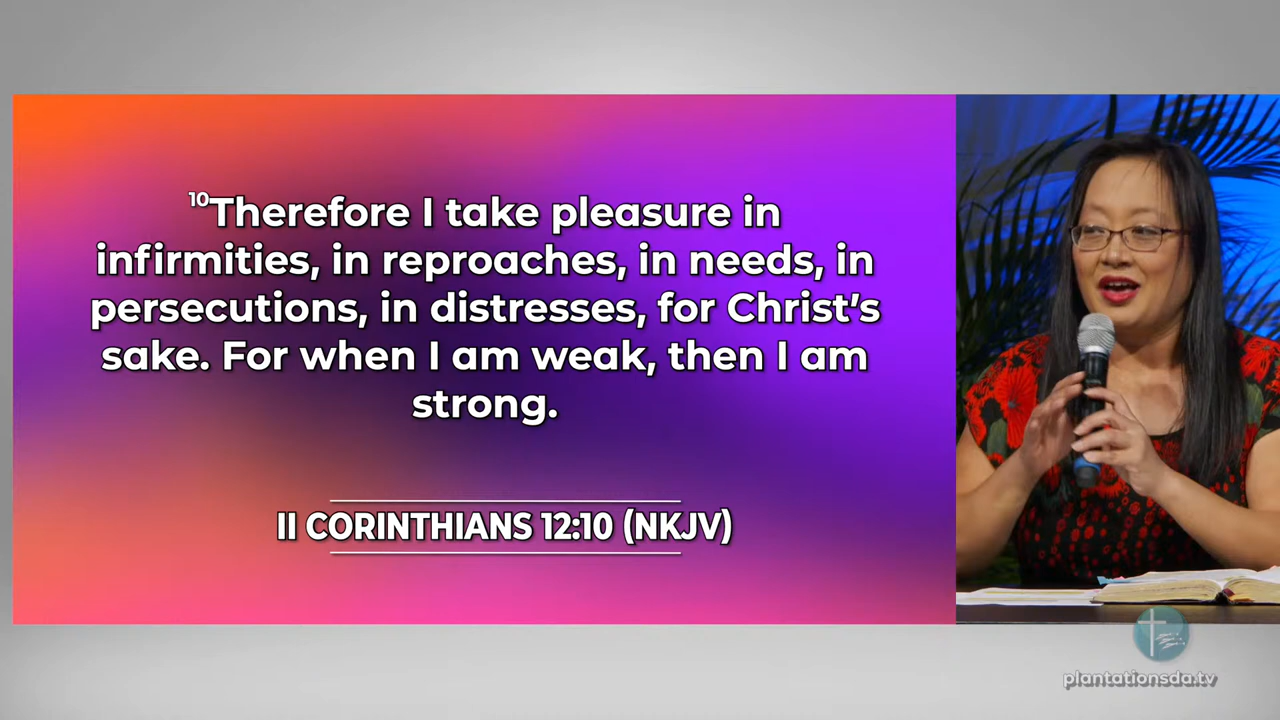 10Therefore I take pleasure in
infirmities, in reproaches, in needs, in
persecutions, in distresses, for Christ’s
sake. For when I am weak, then I am
strong.
II CORINTHIANS 12:10 (NKJV)
plantationsda.tv